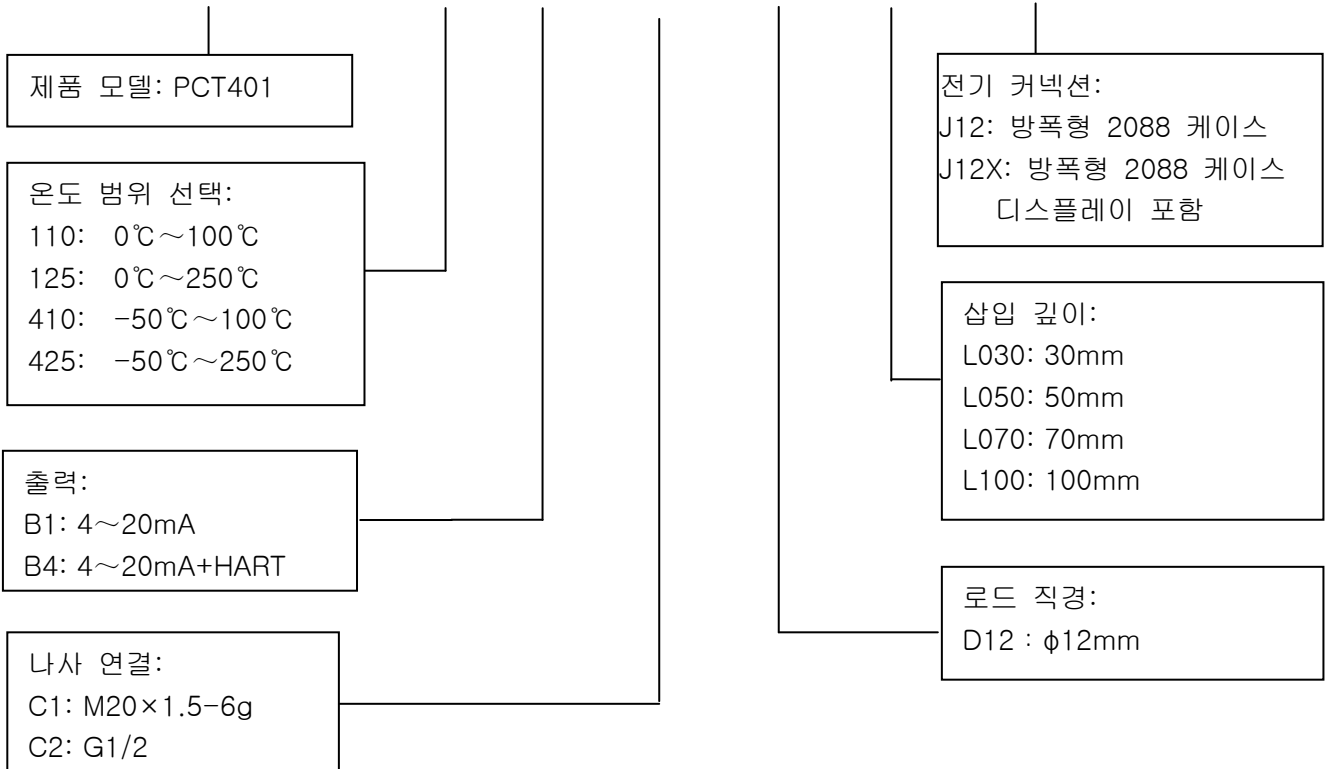 제품 모델: PCT401
온도 범위 선택:
110: 0℃～100℃
125: 0℃～250℃
410: -50℃～100℃
425: -50℃～250℃
출력:
B1: 4～20mA
B4: 4～20mA+HART
나사 연결:
C1: M20×1.5-6g
C2: G1/2
전기 커넥션:
J12: 방폭형 2088 케이스
J12X: 방폭형 2088 케이스
디스플레이 포함
삽입 깊이:
L030: 30mm
L050: 50mm
L070: 70mm
L100: 100mm
로드 직경:
D12 : φ12mm